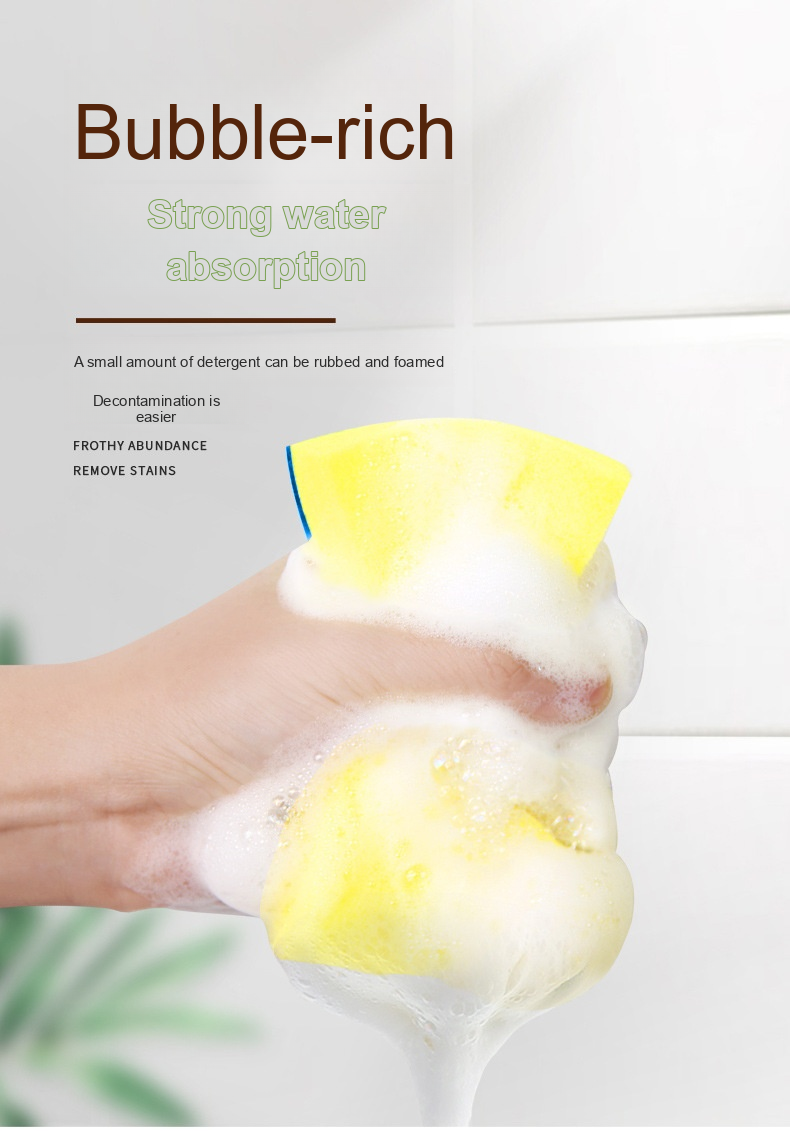 Bubble-rich
Strong water
absorption
A small amount of detergent can be rubbed and foamed
Decontamination is
easier
FROTHY ABUNDANCE
REMOVE STAINS